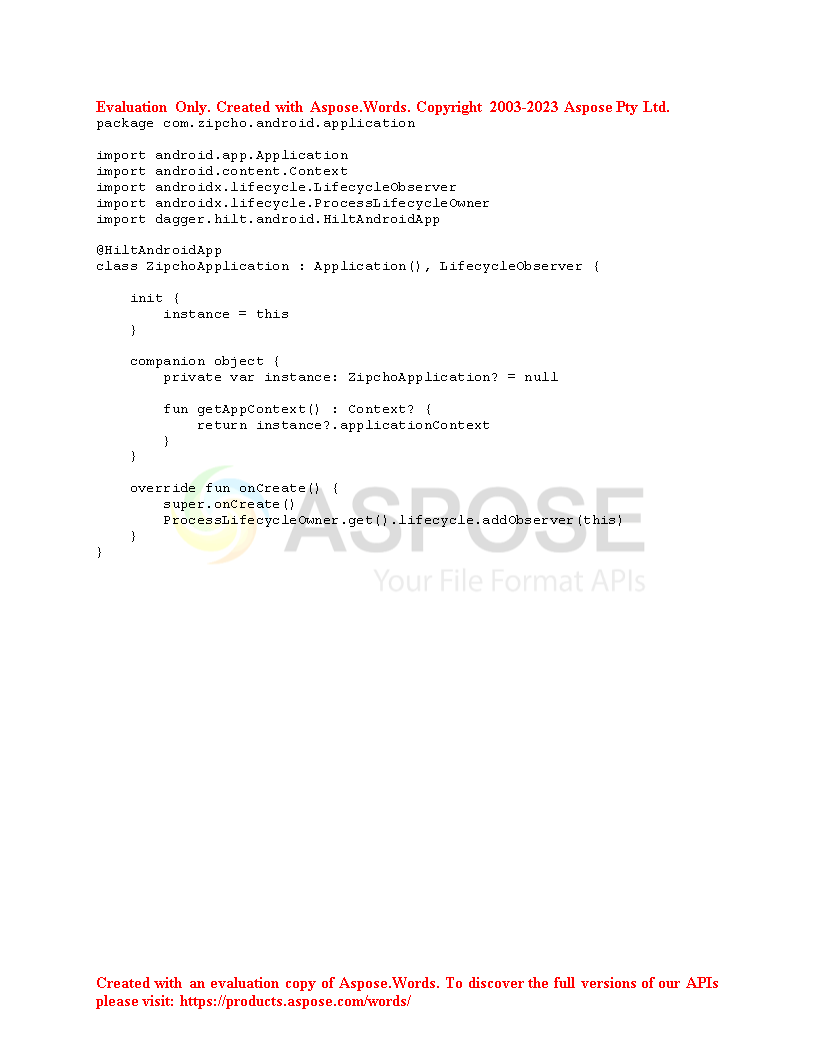 Evaluation Only. Created with Aspose.Words. Copyright 2003-2023 Aspose Pty Ltd.
package com.zipcho.android.application

import android.app.Application
import android.content.Context
import androidx.lifecycle.LifecycleObserver
import androidx.lifecycle.ProcessLifecycleOwner
import dagger.hilt.android.HiltAndroidApp

@HiltAndroidApp
class ZipchoApplication : Application(), LifecycleObserver {

    init {
        instance = this
    }

    companion object {
        private var instance: ZipchoApplication? = null

        fun getAppContext() : Context? {
            return instance?.applicationContext
        }
    }

    override fun onCreate() {
        super.onCreate()
        ProcessLifecycleOwner.get().lifecycle.addObserver(this)
    }
}
ASPOSE
Your File Format APIs
Created with an evaluation copy of Aspose.Words. To discover the full versions of our APIs
please visit: https://products.aspose.com/words/